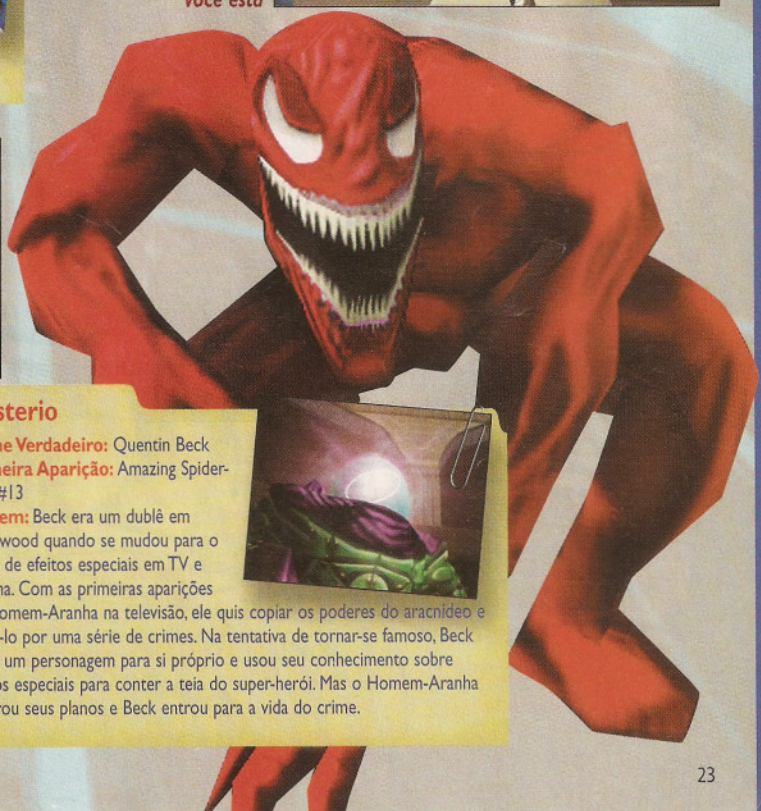 você está
sterio
e Verdadeiro: Quentin Beck
eira Aparição: Amazing Spider-
#13
em: Beck era um dublê em
wood quando se mudou para o
de efeitos especiais em TV e
na. Com as primeiras aparições
omem-Aranha na televisão, ele quis copiar os poderes do aracnídeo e
-lo por uma série de crimes. Na tentativa de tornar-se famoso, Beck
um personagem para si próprio e usou seu conhecimento sobre
os especiais para conter a teia do super-herói. Mas o Homem-Aranha
rou seus planos e Beck entrou para a vida do crime.
23